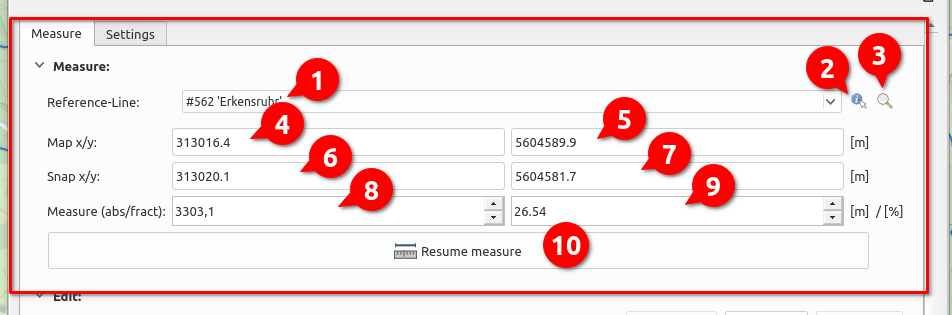 Measure Settings
Measure:
3
2
1
Reference-Line: #562 'Erkensruhr'
4 5
Map x/y: 313016.4 5604589.9 [m]
6 7
Snap x/y: 313020.1 5604581.7 [m]
8 9
Measure (abs/fract): 3303,1 26.54 [m] / [%]
Resume measure 10
Edit: